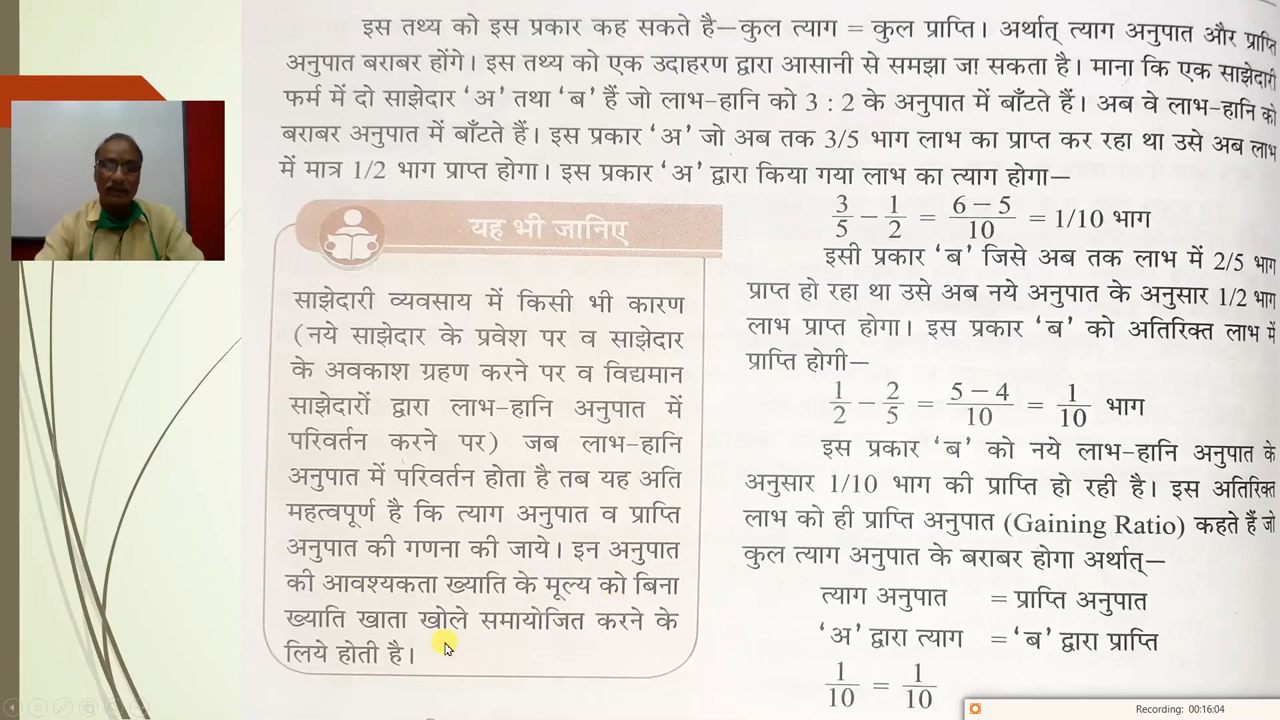 इस तथ्य को इस प्रकार कह सकते है–कुल त्याग = कुल प्राप्ति। अर्थात् त्याग अनुपात और प्राप्ति
अनुपात बराबर होंगे। इस तथ्य को एक उदाहरण द्वारा आसानी से समझा जा सकता है। माना कि एक साझेदारी
फर्म में दो साझेदार ‘अ’ तथा ‘ब’ हैं जो लाभ-हानि को 3 : 2 के अनुपात में बाँटते हैं। अब वे लाभ-हानि को
बराबर अनुपात में बाँटते हैं। इस प्रकार ‘अ’ जो अब तक 3/5 भाग लाभ का प्राप्त कर रहा था उसे अब लाभ
में मात्र 1/2 भाग प्राप्त होगा। इस प्रकार ‘अ’ द्वारा किया गया लाभ का त्याग होगा–
3/5 – 1/2 = 6 – 5/10 = 1/10 भाग
यह भी जानिए
साझेदारी व्यवसाय में किसी भी कारण
(नये साझेदार के प्रवेश पर व साझेदार
के अवकाश ग्रहण करने पर व विद्यमान
साझेदारों द्वारा लाभ-हानि अनुपात में
परिवर्तन करने पर) जब लाभ-हानि
अनुपात में परिवर्तन होता है तब यह अति
महत्वपूर्ण है कि त्याग अनुपात व प्राप्ति
अनुपात की गणना की जाये। इन अनुपात
की आवश्यकता ख्याति के मूल्य को बिना
ख्याति खाता खोले समायोजित करने के
लिये होती है।
इसी प्रकार ‘ब’ जिसे अब तक लाभ में 2/5 भाग
प्राप्त हो रहा था उसे अब नये अनुपात के अनुसार 1/2 भाग
लाभ प्राप्त होगा। इस प्रकार ‘ब’ को अतिरिक्त लाभ में
प्राप्ति होगी–
1/2 – 2/5 = 5 – 4/10 = 1/10 भाग
इस प्रकार ‘ब’ को नये लाभ-हानि अनुपात के
अनुसार 1/10 भाग की प्राप्ति हो रही है। इस अतिरिक्त
लाभ को ही प्राप्ति अनुपात (Gaining Ratio) कहते हैं जो
कुल त्याग अनुपात के बराबर होगा अर्थात्–
त्याग अनुपात = प्राप्ति अनुपात
‘अ’ द्वारा त्याग = ‘ब’ द्वारा प्राप्ति
1/10 = 1/10
Recording: 00:16:04